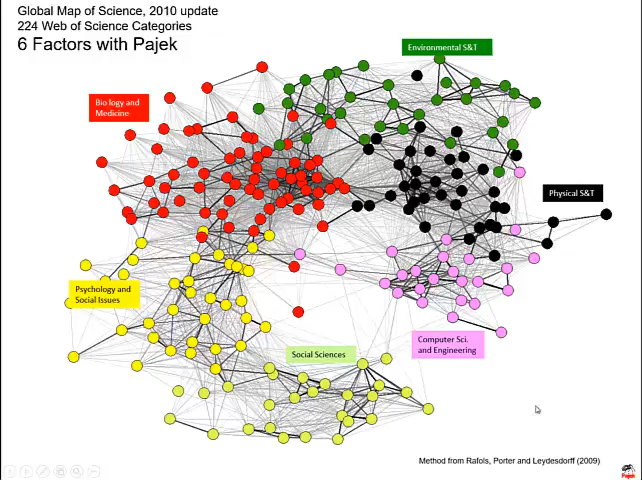 Global Map of Science, 2010 update
224 Web of Science Categories
6 Factors with Pajek
Environmental S&T
Bio logy and
Medicine
Physical S&T
Psychology and
Social Issues
Computer Sci.
and Engineering
Social Sciences
Method from Rafols, Porter and Leydesdorff (2009)
Pajek